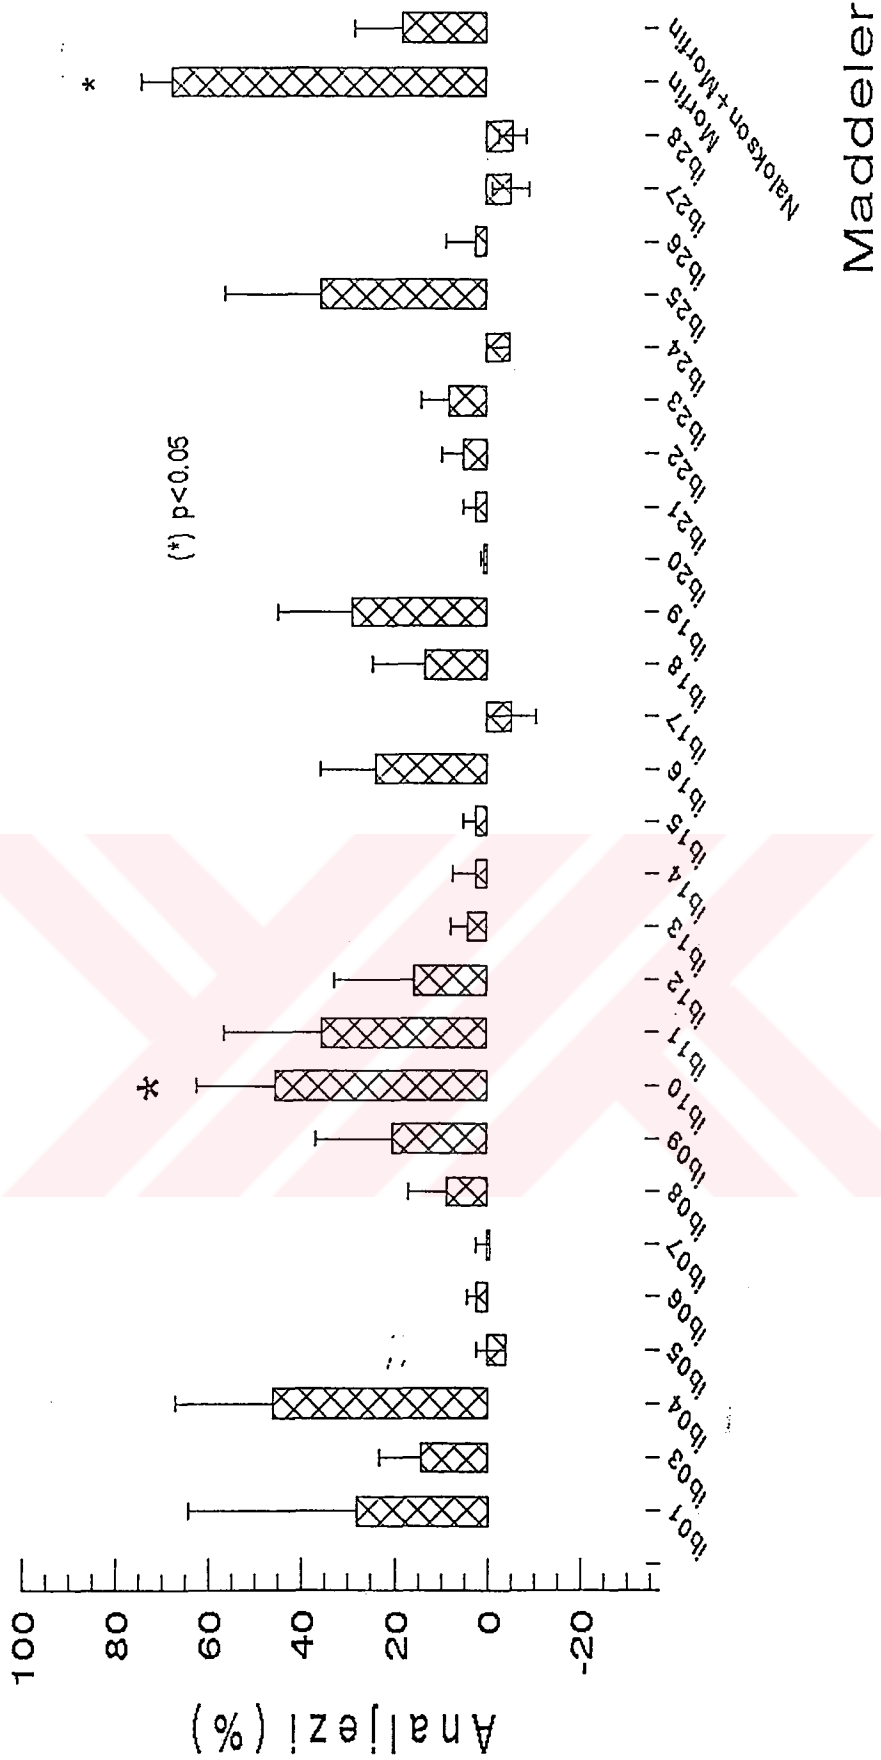 Analjezi (%)
100
80
60
40
20
0
-20
(*) p<0.05
*
*
ib01
ib03
ib04
ib05
ib06
ib07
ib08
ib09
ib10
ib11
ib12
ib13
ib14
ib15
ib16
ib17
ib18
ib19
ib20
ib21
ib22
ib23
ib24
ib25
ib26
ib27
ib28
Morfin
Nalokson+Morfin
Maddeler